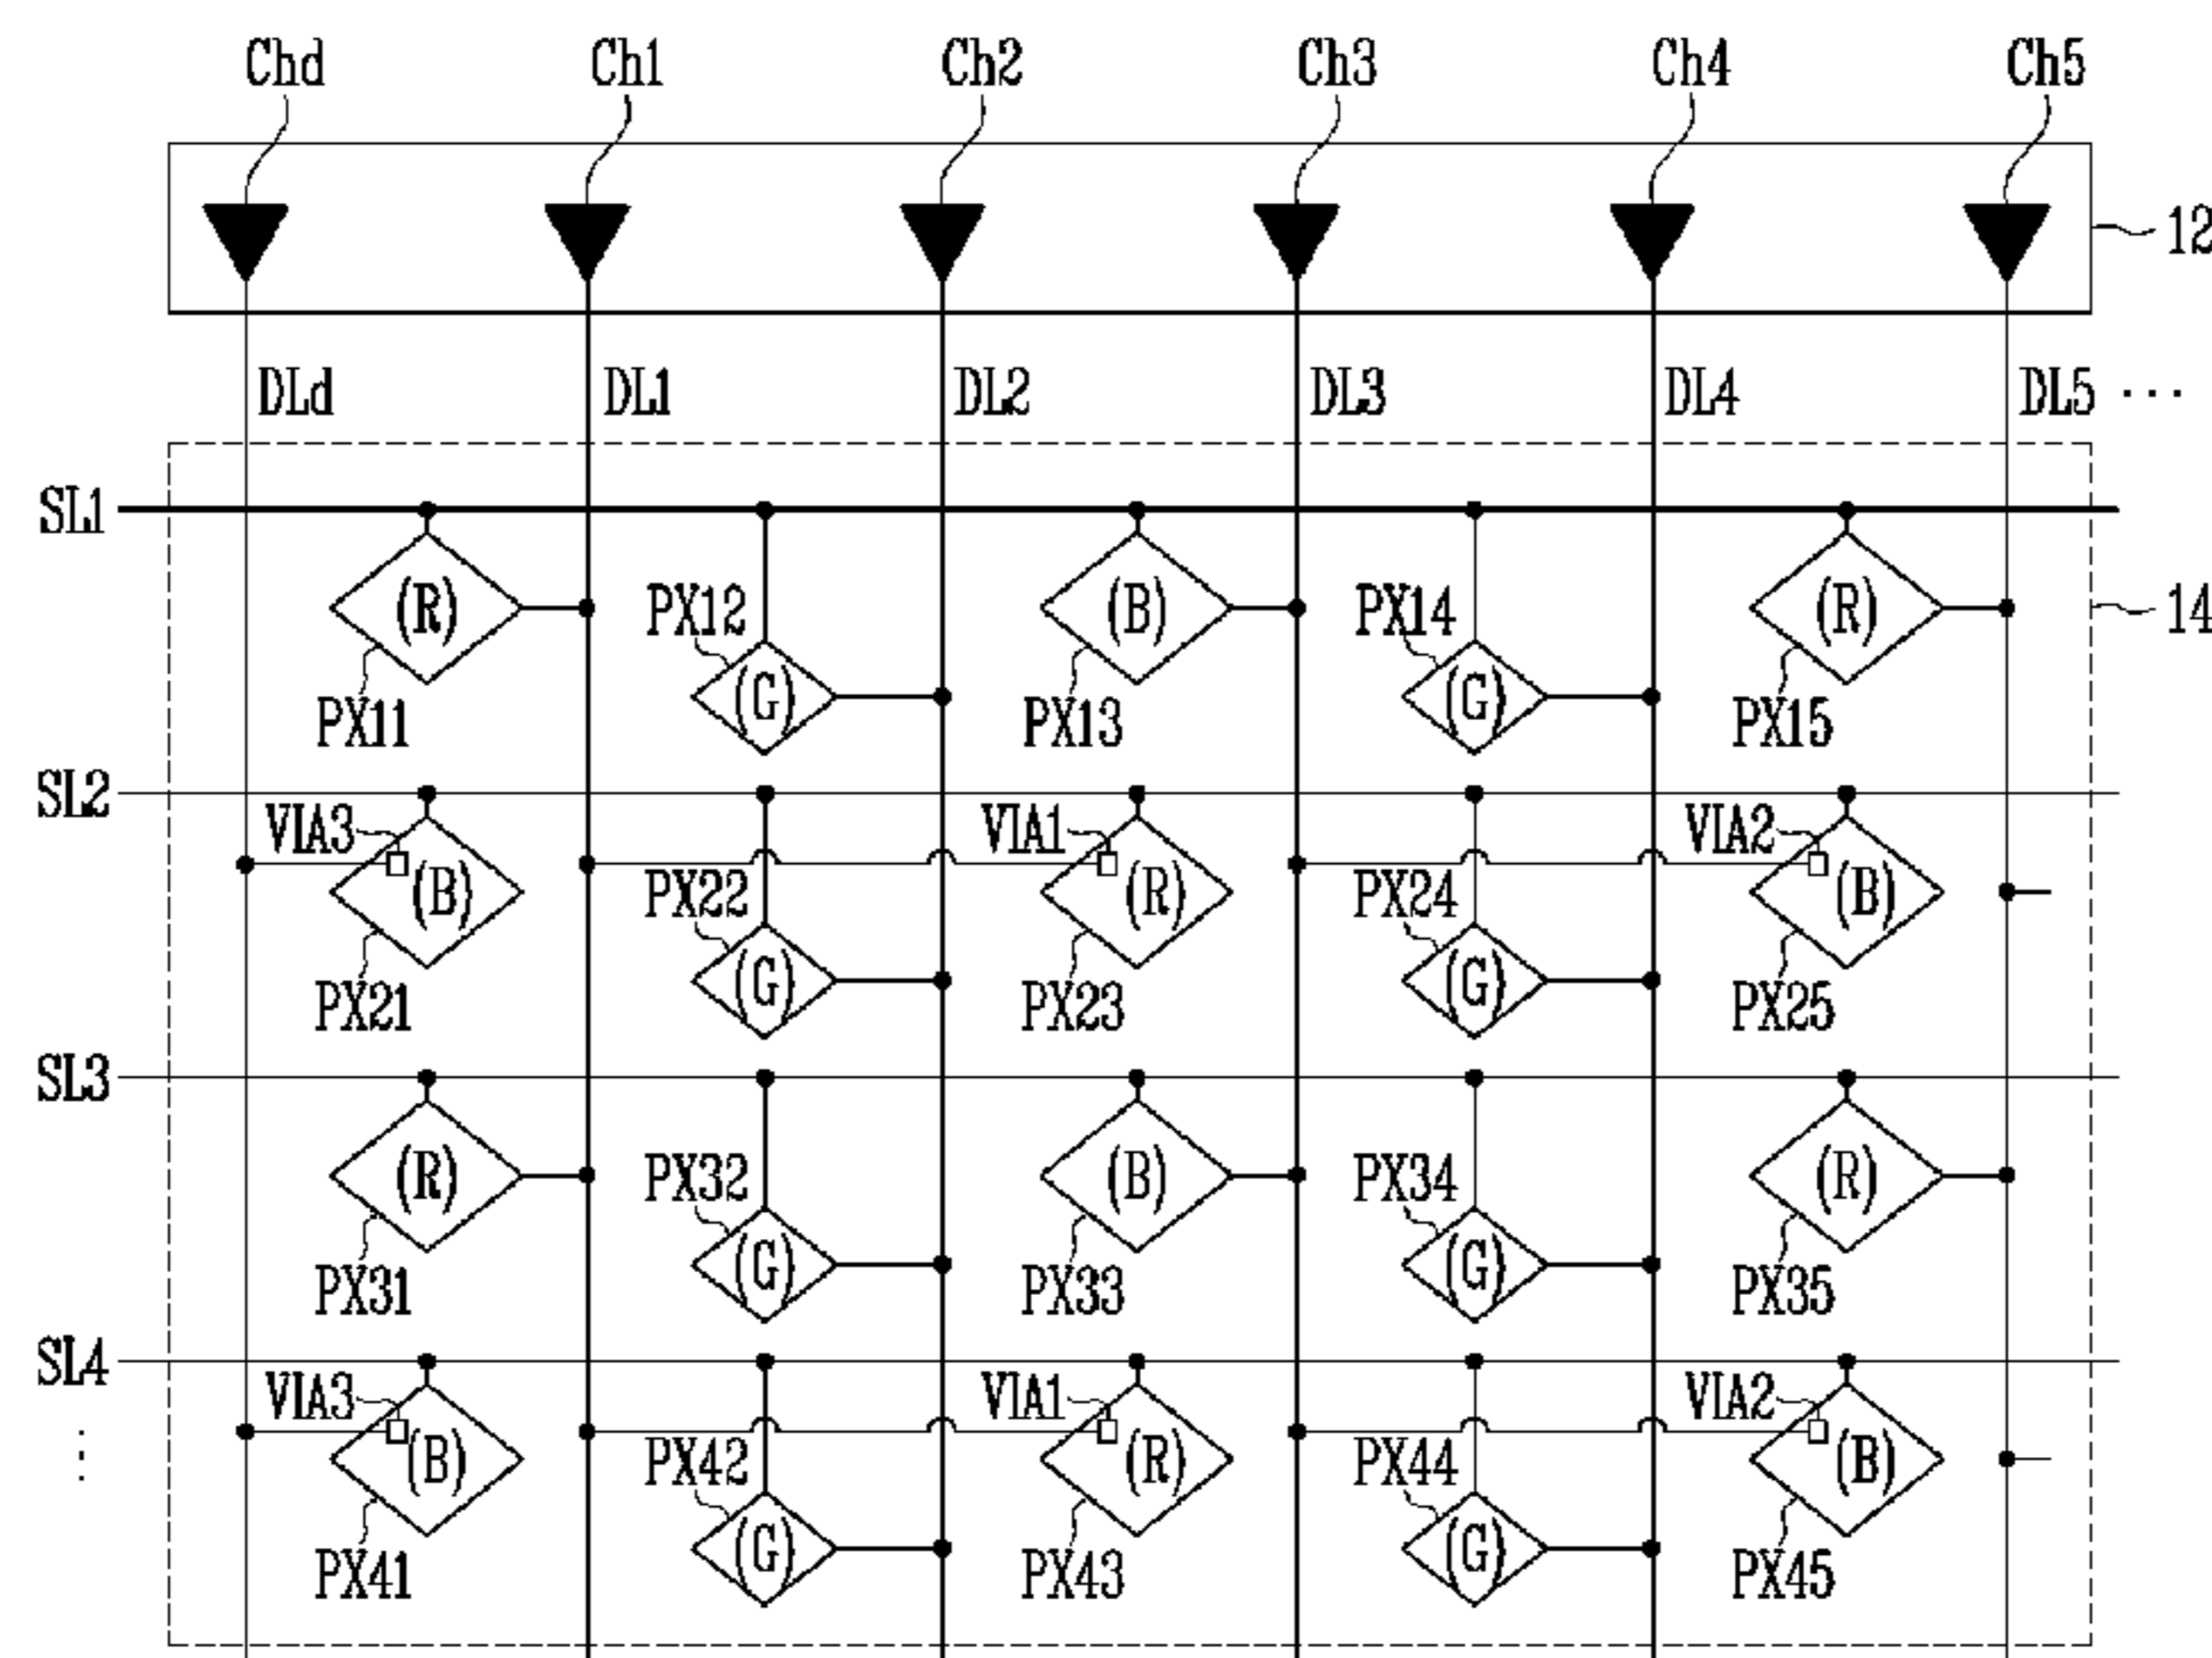 Chd Ch1 Ch2 Ch3 Ch4 Ch5
12
DLd DL1 DL2 DL3 DL4 DL5 ...
SL1
(R) PX12 (B) PX14 (R) 14
PX11 (G) PX13 (G) PX15
SL2
VIA3 VIA1 VIA2
(B) PX22 (R) PX24 (B)
PX21 (G) PX23 (G) PX25
SL3
(R) PX32 (B) PX34 (R)
PX31 (G) PX33 (G) PX35
SL4
VIA3 VIA1 VIA2
⋮ (B) PX42 (R) PX44 (B)
PX41 (G) PX43 (G) PX45